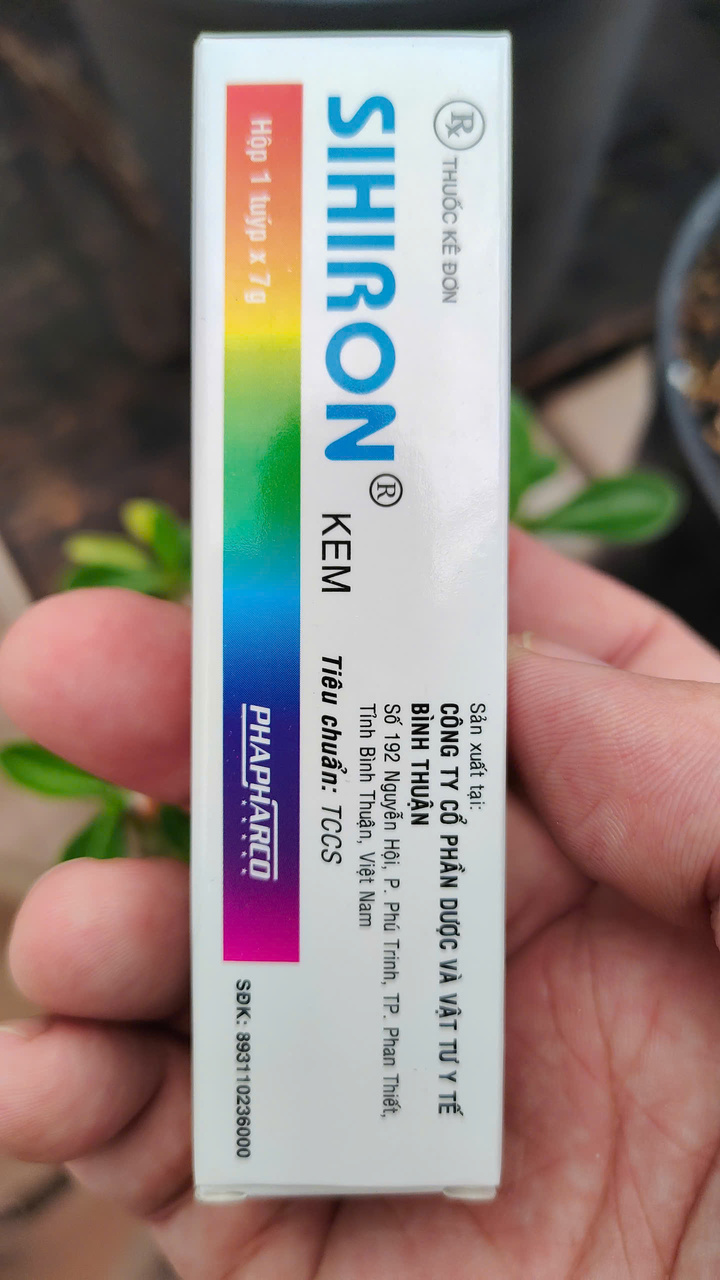 Rx THUỐC KÊ ĐƠN
SIHIRON® KEM
Hộp 1 tuýp x 7g
Sản xuất tại:
CÔNG TY CỔ PHẦN DƯỢC VÀ VẬT TƯ Y TẾ
BÌNH THUẬN
Số 192 Nguyễn Hội, P. Phú Trinh, TP. Phan Thiết,
Tỉnh Bình Thuận, Việt Nam
Tiêu chuẩn: TCCS
PHAPHARCO
SĐK: 893110236000